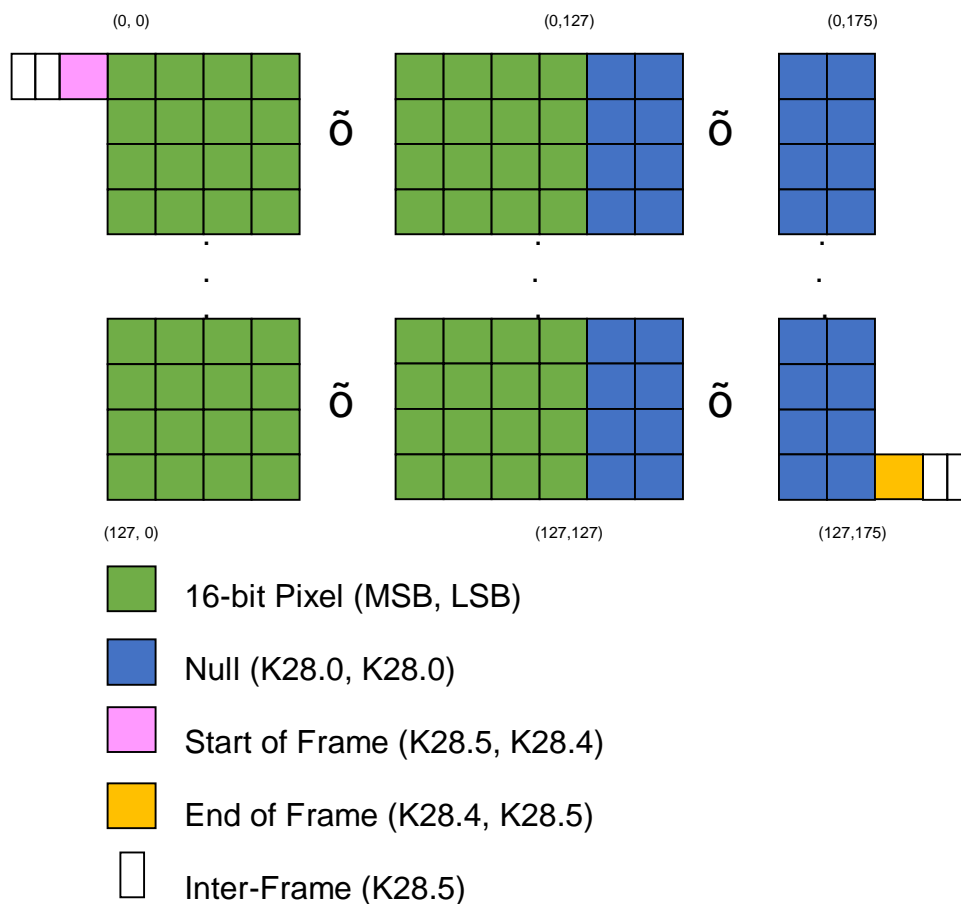 (0, 0) (0,127) (0,175)
õ õ
. . .
. . .
. . .
õ õ
(127, 0) (127,127) (127,175)
16-bit Pixel (MSB, LSB)
Null (K28.0, K28.0)
Start of Frame (K28.5, K28.4)
End of Frame (K28.4, K28.5)
Inter-Frame (K28.5)